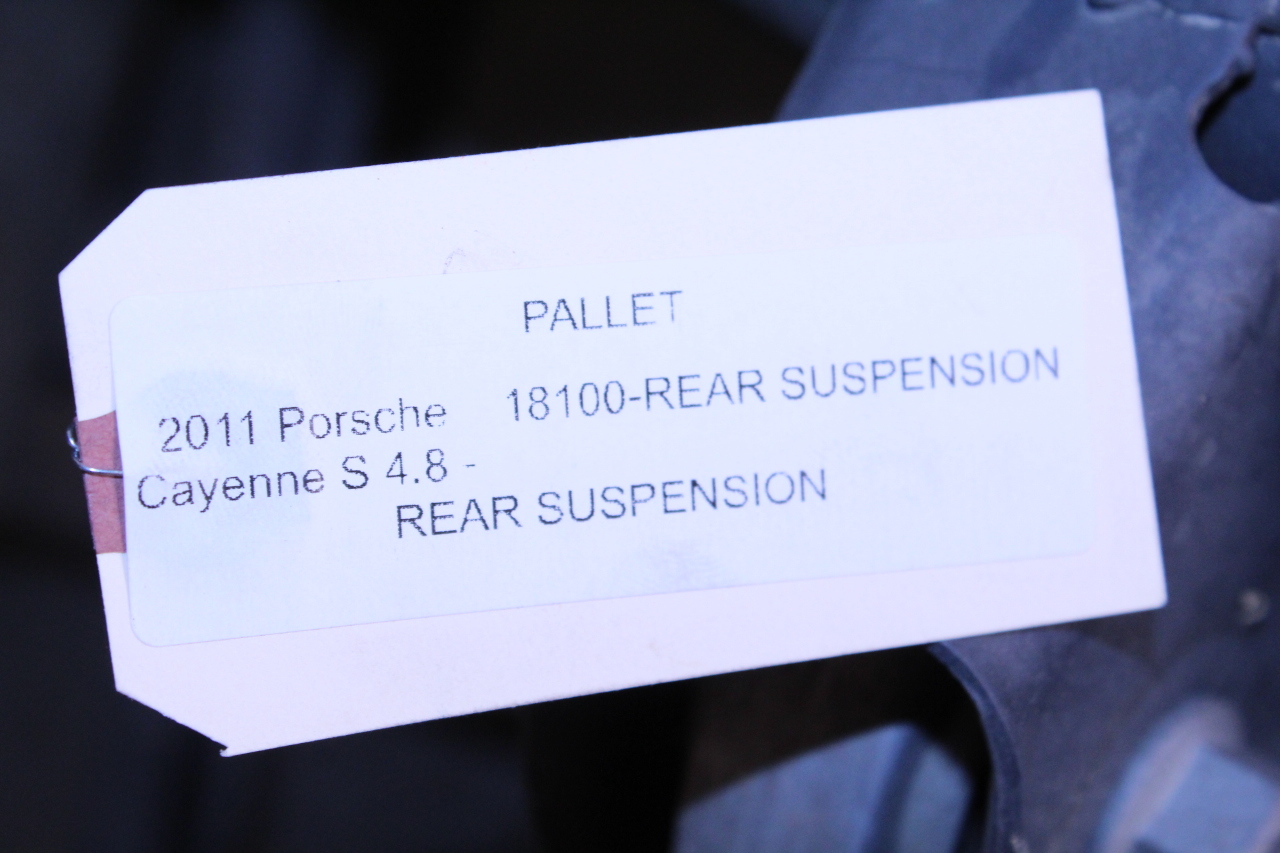 PALLET
2011 Porsche 18100-REAR SUSPENSION
Cayenne S 4.8 -
REAR SUSPENSION